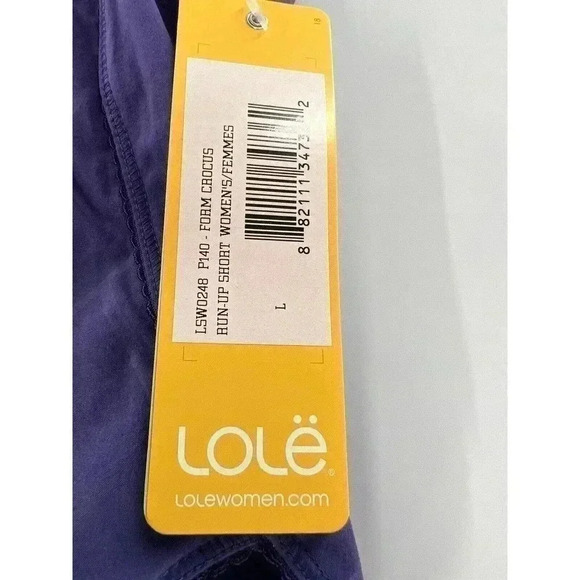 LSW0248 P140 - FORM CROCUS
RUN-UP SHORT WOMEN'S/FEMMES
L
LOLË
LOLEWOMEN.COM